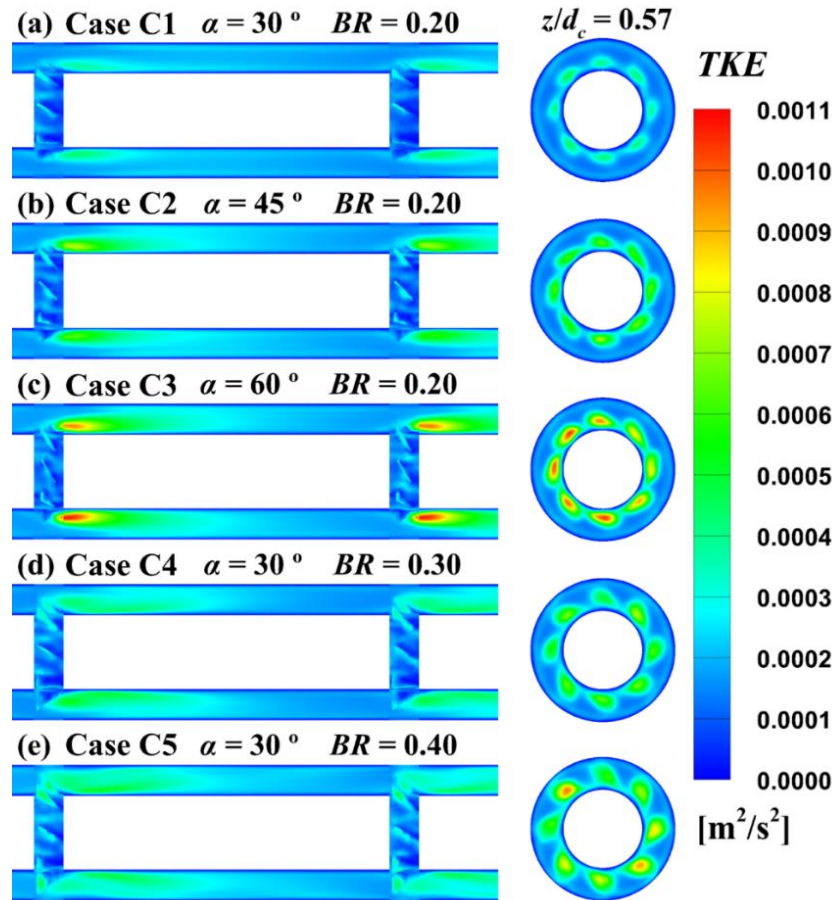 (a) Case C1 α = 30 º BR = 0.20
z/d_c = 0.57
TKE
0.0011
0.0010
0.0009
0.0008
0.0007
0.0006
0.0005
0.0004
0.0003
0.0002
0.0001
0.0000
[m²/s²]
(b) Case C2 α = 45 º BR = 0.20
(c) Case C3 α = 60 º BR = 0.20
(d) Case C4 α = 30 º BR = 0.30
(e) Case C5 α = 30 º BR = 0.40